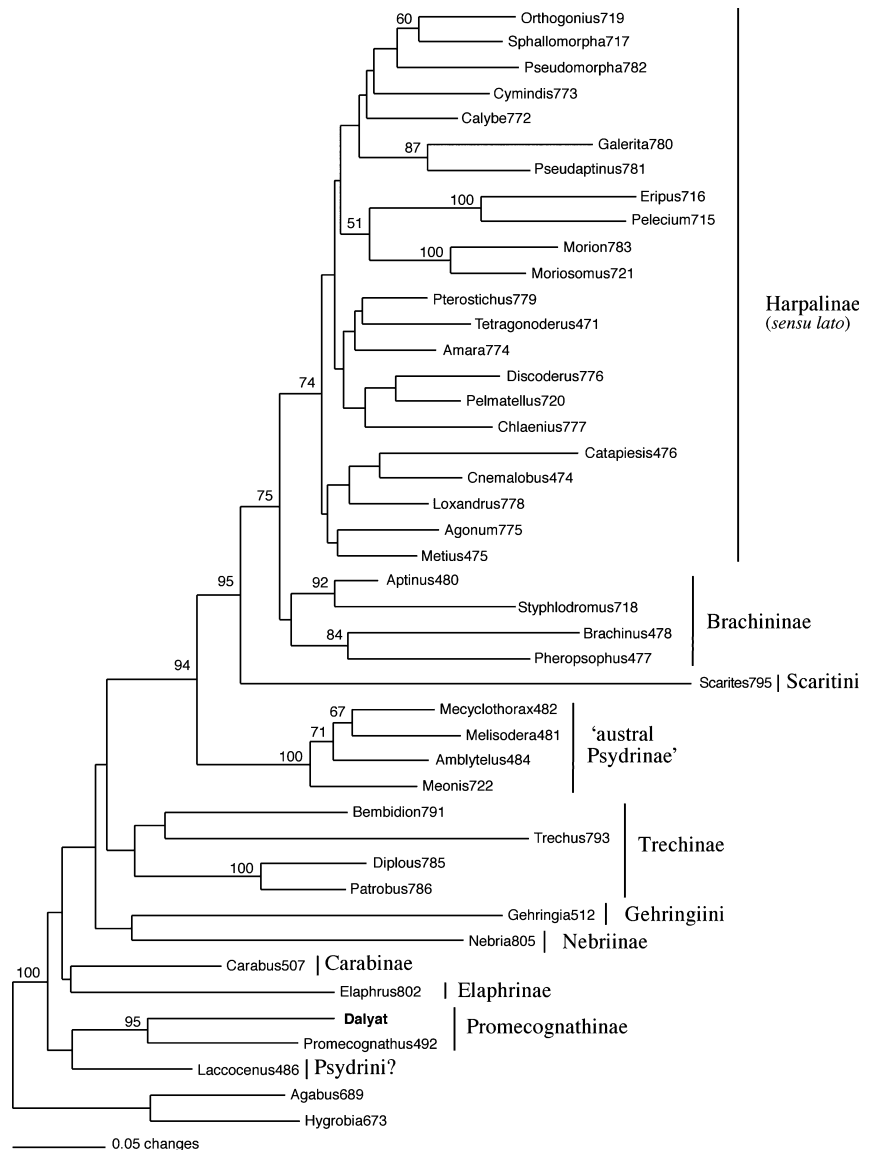 60
Orthogonius719
Sphallomorpha717
Pseudomorpha782
Cymindis773
Calybe772
87
Galerita780
Pseudaptinus781
100
Eripus716
51
Pelecium715
100
Morion783
Moriosomus721
Pterostichus779
Harpalinae
(sensu lato)
Tetragonoderus471
Amara774
74
Discoderus776
Pelmatellus720
Chlaenius777
Catapiesis476
Cnemalobus474
75
Loxandrus778
Agonum775
Metius475
95
92
Aptinus480
Styphlodromus718
Brachininae
84
Brachinus478
Pheropsophus477
94
Scarites795
Scaritini
67
Mecyclothorax482
71
Melisodera481
‘austral
Psydrinae’
100
Amblytelus484
Meonis722
Bembidion791
Trechus793
Trechinae
100
Diplous785
Patrobus786
Gehringia512
Gehringiini
Nebria805
Nebriinae
Carabus507
Carabinae
100
Elaphrus802
Elaphrinae
95
Dalyat
Promecognathinae
Promecognathus492
Laccocenus486
Psydrini?
Agabus689
Hygrobia673
0.05 changes